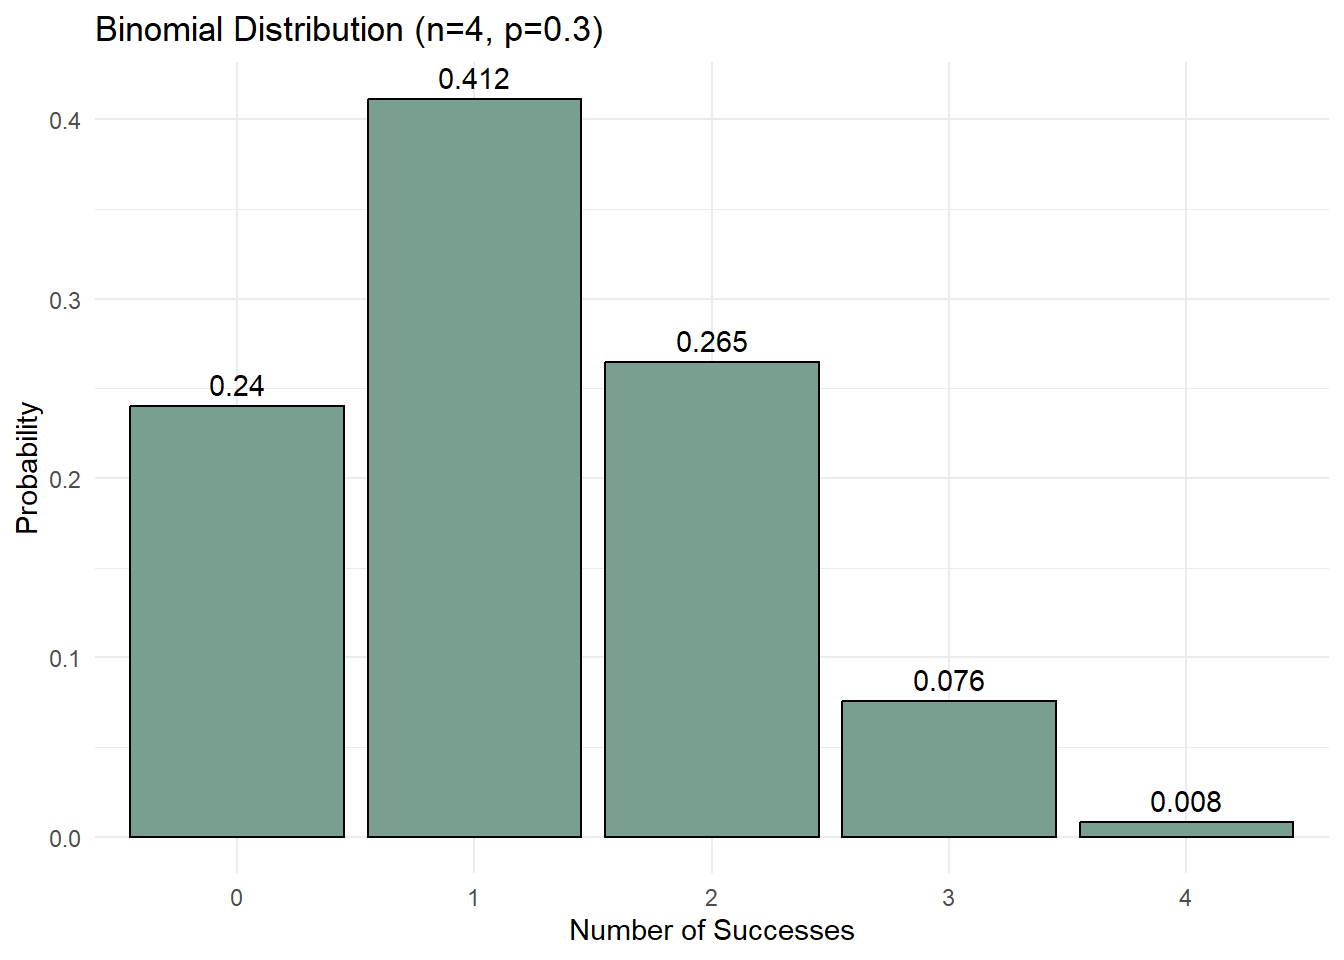 Binomial Distribution (n=4, p=0.3)
0.412
0.4
0.265
0.3
0.24
0.2
Probability
0.076
0.1
0.008
0.0
0 1 2 3 4
Number of Successes